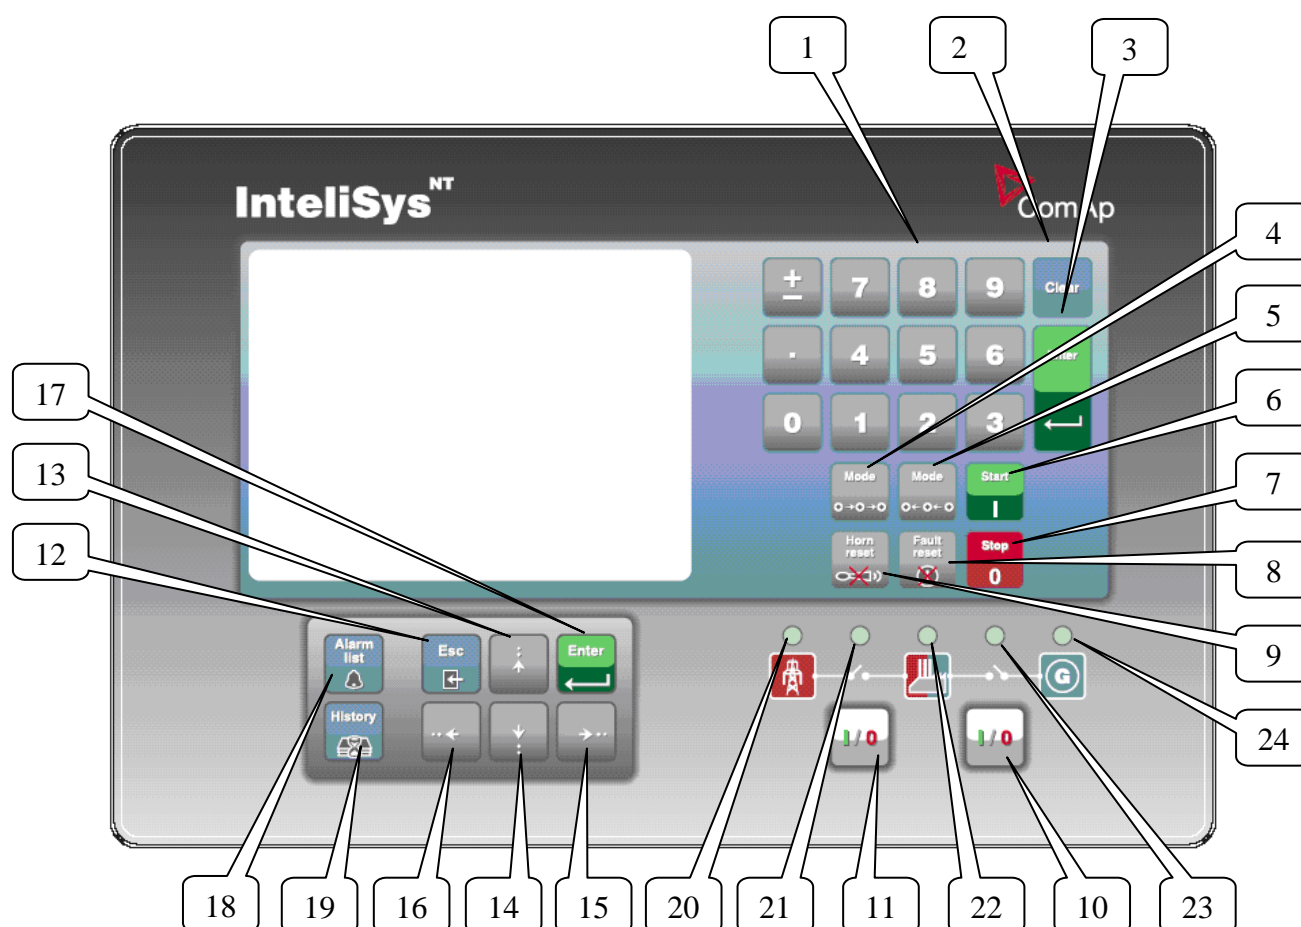 1
2
3
InteliSys NT
ComAp
4
± 7 8 9 Clear
5
. 4 5 6 Enter
17
6
0 1 2 3
13
Mode Mode Start
7
I
12
Horn reset Fault reset Stop
8
0
Alarm list Esc Enter
9
G
History
I/0 I/0
24
18 19 16 14 15 20 21 11 22 10 23